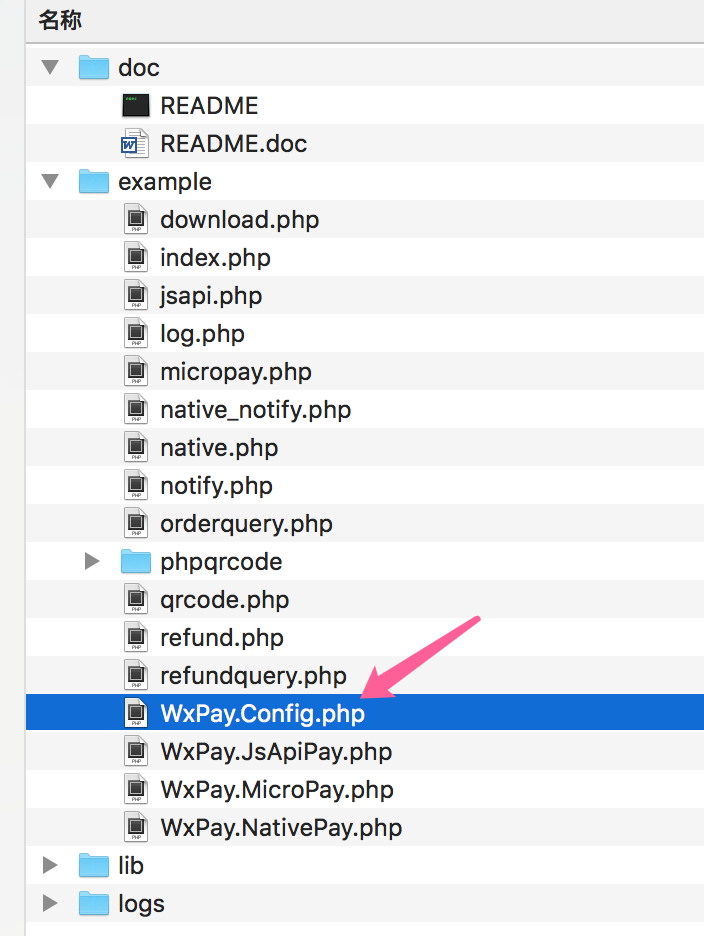 名称
doc
README
README.doc
example
download.php
index.php
jsapi.php
log.php
micropay.php
native_notify.php
native.php
notify.php
orderquery.php
phpqrcode
qrcode.php
refund.php
refundquery.php
WxPay.Config.php
WxPay.JsApiPay.php
WxPay.MicroPay.php
WxPay.NativePay.php
lib
logs